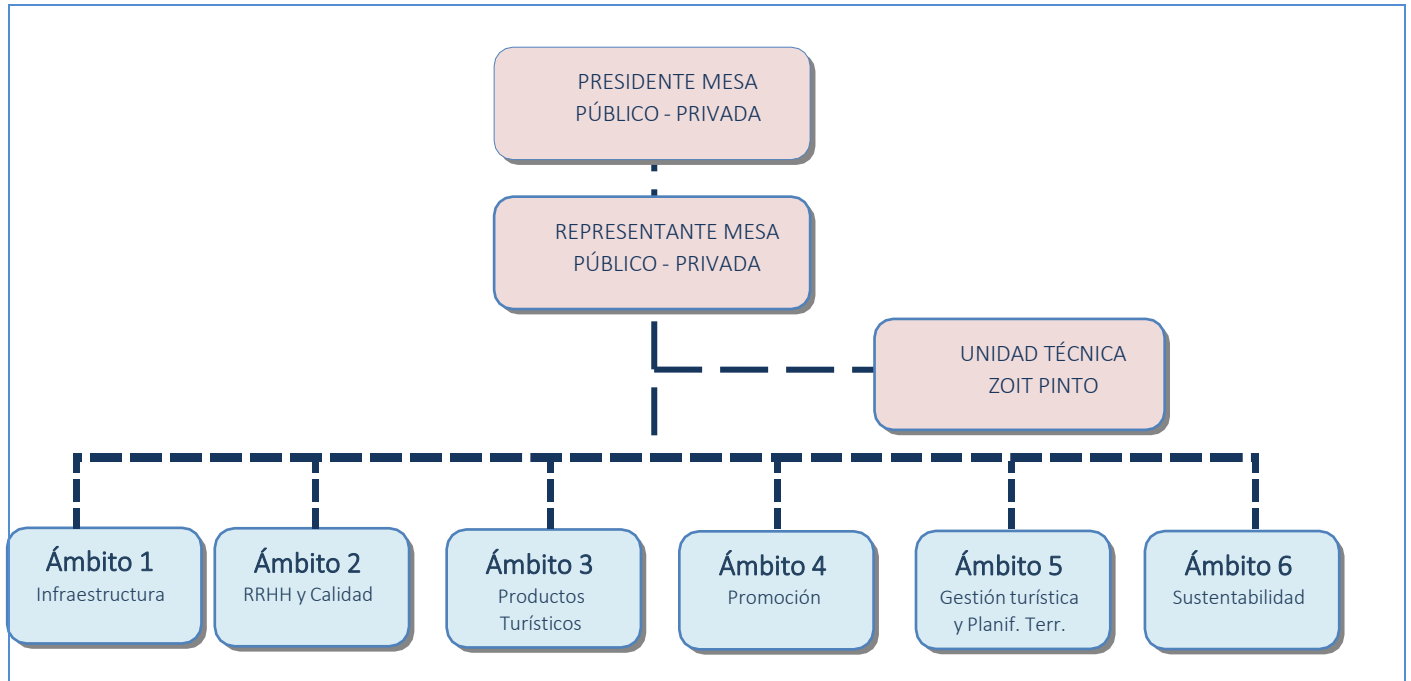 PRESIDENTE MESA
PÚBLICO - PRIVADA
REPRESENTANTE MESA
PÚBLICO - PRIVADA
UNIDAD TÉCNICA
ZOIT PINTO
Ámbito 1
Infraestructura
Ámbito 2
RRHH y Calidad
Ámbito 3
Productos
Turísticos
Ámbito 4
Promoción
Ámbito 5
Gestión turística
y Planif. Terr.
Ámbito 6
Sustentabilidad